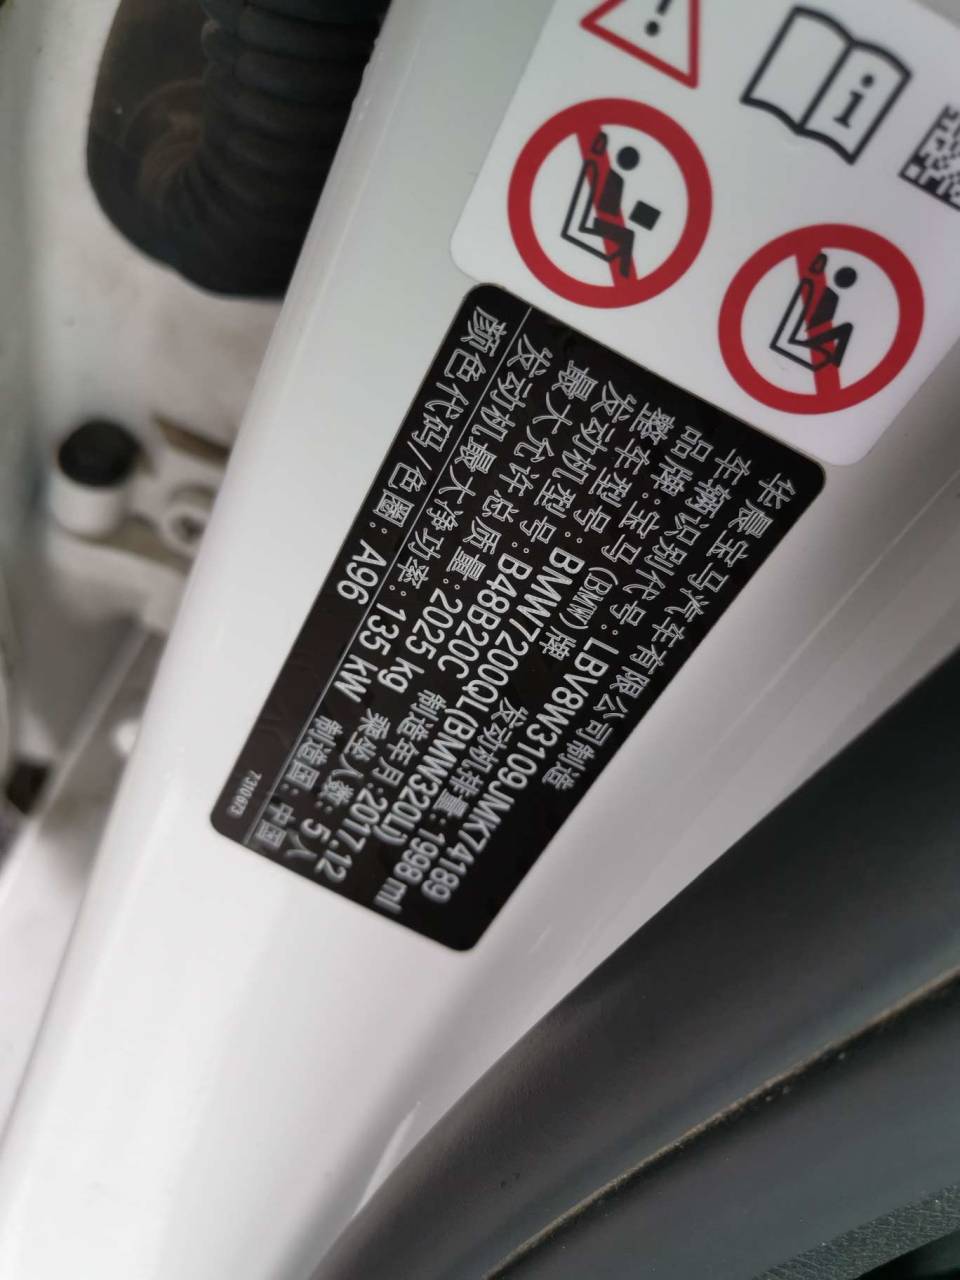 华晨宝马汽车有限公司制造
车辆识别代号:LBV8W3109JMK74189
品牌:宝马(BMW)牌 发动机排量:1998 ml
整车型号:BMW7200QL(BMW320Li)
发动机型号:B48B20C 制造年月:2017.12
最大允许总质量:2025 kg 乘坐人数:5人
发动机最大净功率:135 kW 制造国:中国
颜色代码/色圈:A96
7310673